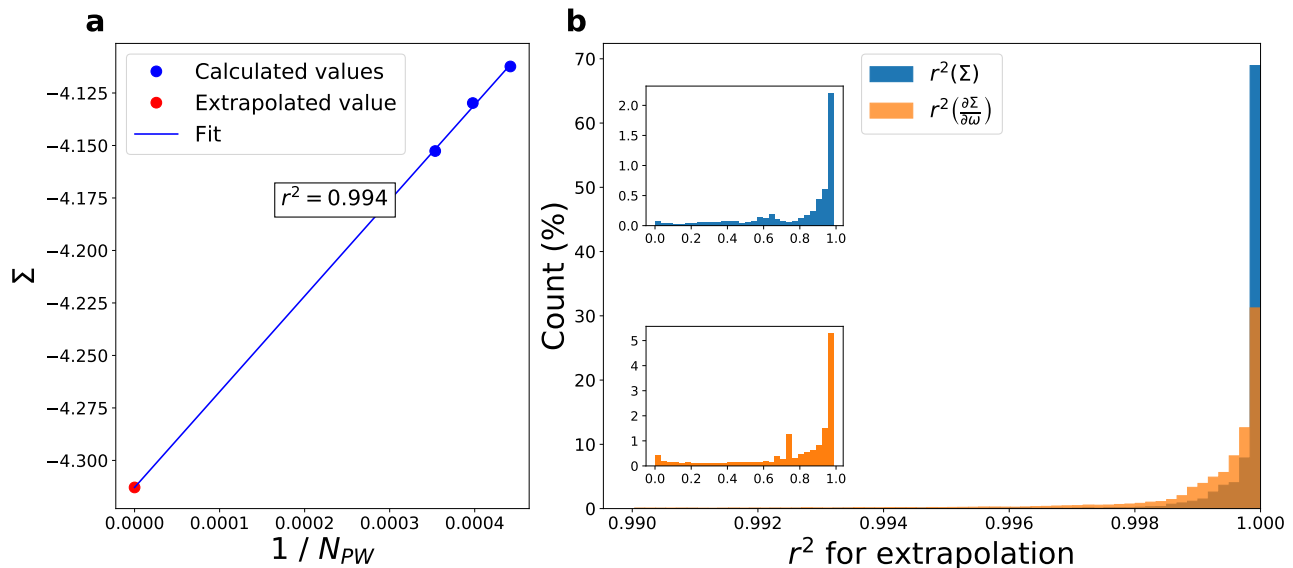 a
Calculated values
Extrapolated value
Fit
r² = 0.994
Σ
−4.125
−4.150
−4.175
−4.200
−4.225
−4.250
−4.275
−4.300
0.0000 0.0001 0.0002 0.0003 0.0004
1 / N_{PW}
b
r²(Σ)
r²(∂Σ/∂ω)
Count (%)
70
60
50
40
30
20
10
0
2.0
1.5
1.0
0.5
0.0
0.0 0.2 0.4 0.6 0.8 1.0
5
4
3
2
1
0
0.0 0.2 0.4 0.6 0.8 1.0
0.990 0.992 0.994 0.996 0.998 1.000
r² for extrapolation